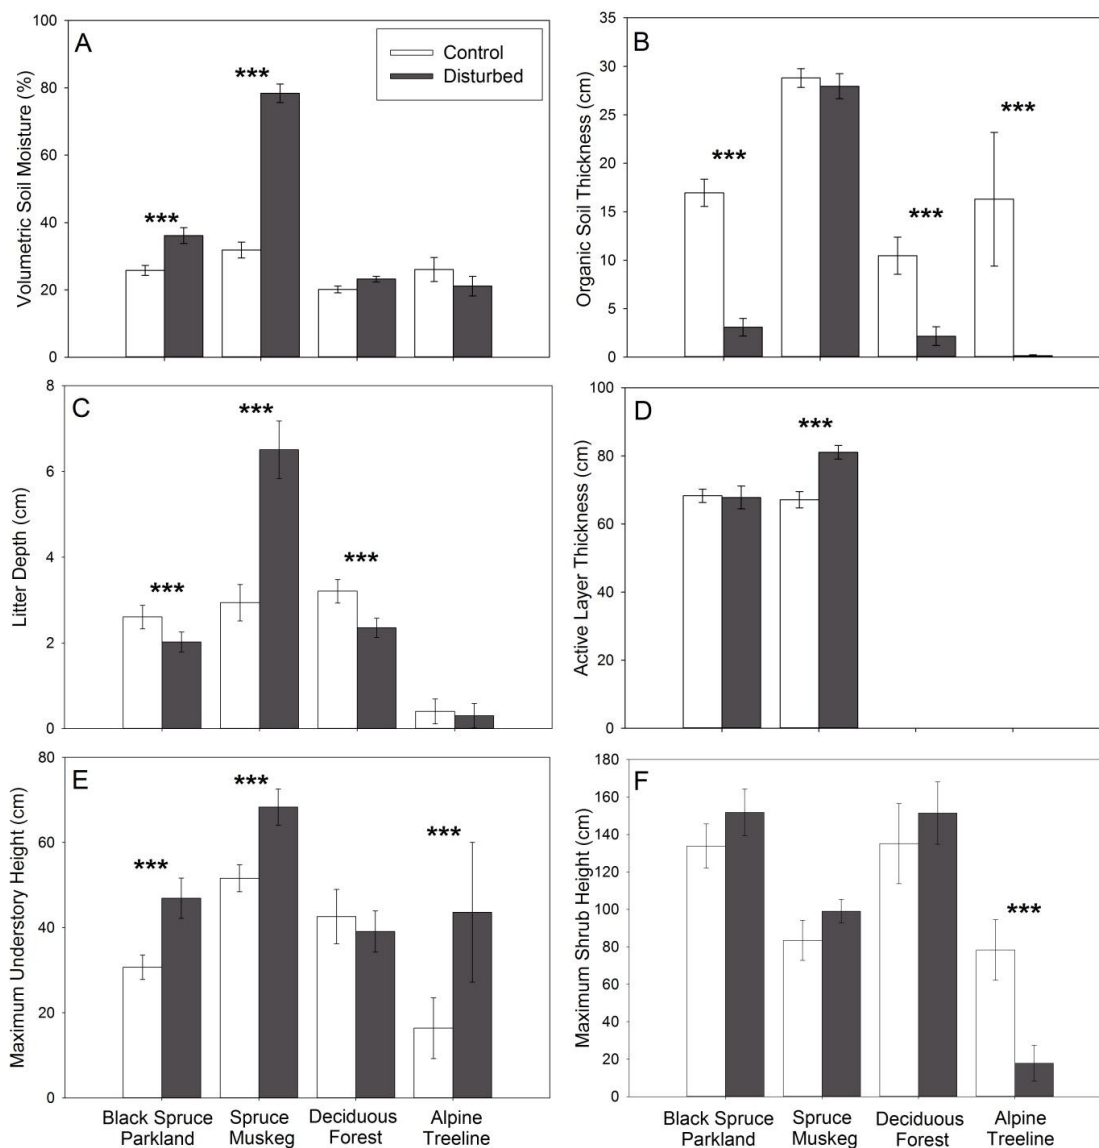 A
Control
Disturbed
***
***
Volumetric Soil Moisture (%)
100
80
60
40
20
0
B
***
***
***
Organic Soil Thickness (cm)
35
30
25
20
15
10
5
0
C
***
***
***
Litter Depth (cm)
8
6
4
2
0
D
***
Active Layer Thickness (cm)
100
80
60
40
20
0
E
***
***
***
Maximum Understory Height (cm)
80
60
40
20
0
Black Spruce
Parkland
Spruce
Muskeg
Deciduous
Forest
Alpine
Treeline
F
***
Maximum Shrub Height (cm)
180
160
140
120
100
80
60
40
20
0
Black Spruce
Parkland
Spruce
Muskeg
Deciduous
Forest
Alpine
Treeline